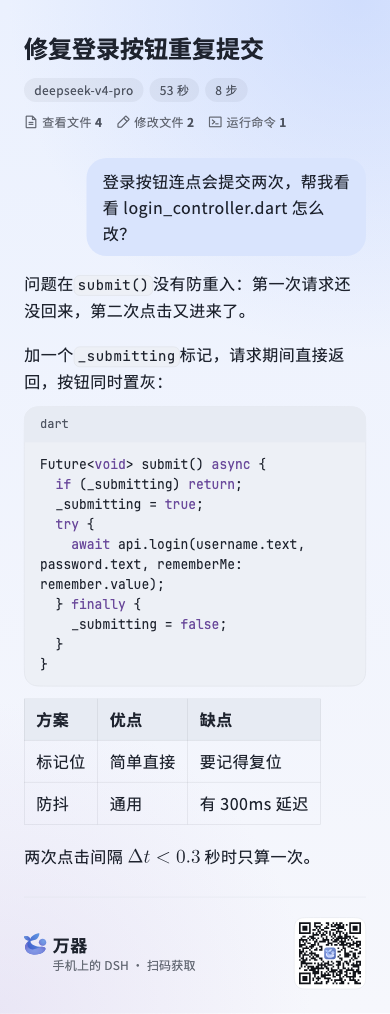 修复登录按钮重复提交
deepseek-v4-pro 53 秒 8 步
查看文件 4 修改文件 2 运行命令 1
登录按钮连点会提交两次，帮我看
看 login_controller.dart 怎么
改？
问题在 submit() 没有防重入：第一次请求还
没回来，第二次点击又进来了。
加一个 _submitting 标记，请求期间直接返
回，按钮同时置灰：
dart
Future<void> submit() async {
  if (_submitting) return;
  _submitting = true;
  try {
    await api.login(username.text,
password.text, rememberMe:
remember.value);
  } finally {
    _submitting = false;
  }
}
方案 优点 缺点
标记位 简单直接 要记得复位
防抖 通用 有 300ms 延迟
两次点击间隔 Δt < 0.3 秒时只算一次。
万器
手机上的 DSH · 扫码获取